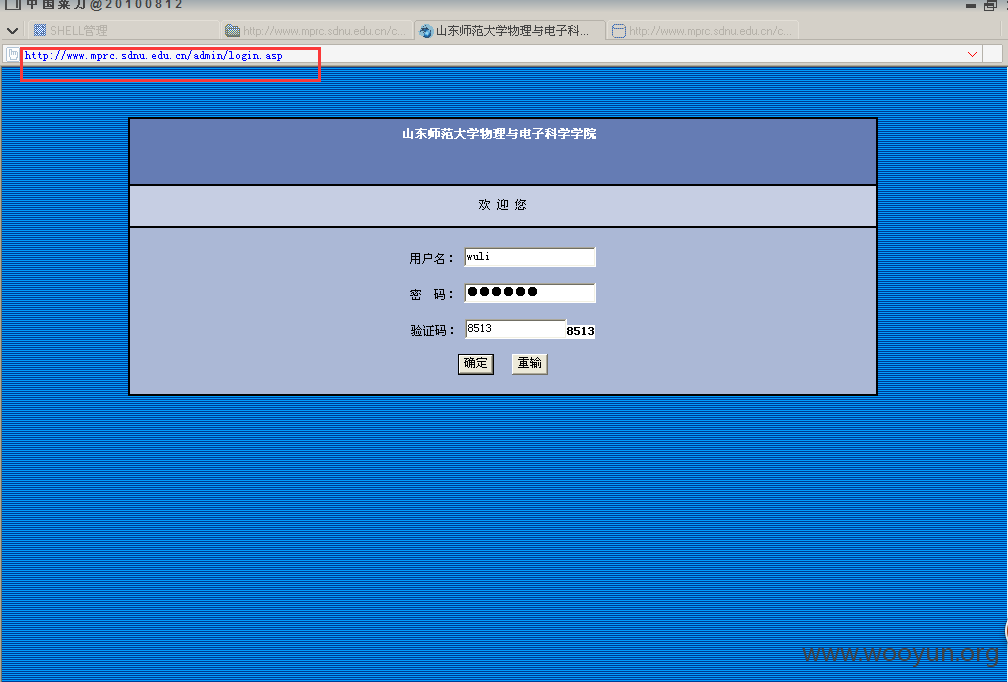 中国菜刀@20100812
SHELL管理
http://www.mprc.sdnu.edu.cn/c...
山东师范大学物理与电子科...
http://www.mprc.sdnu.edu.cn/c...
http://www.mprc.sdnu.edu.cn/admin/login.asp
山东师范大学物理与电子科学学院
欢 迎 您
用户名： wuli
密 码： ●●●●●●
验证码： 8513 8513
确定 重输
www.wooyun.org